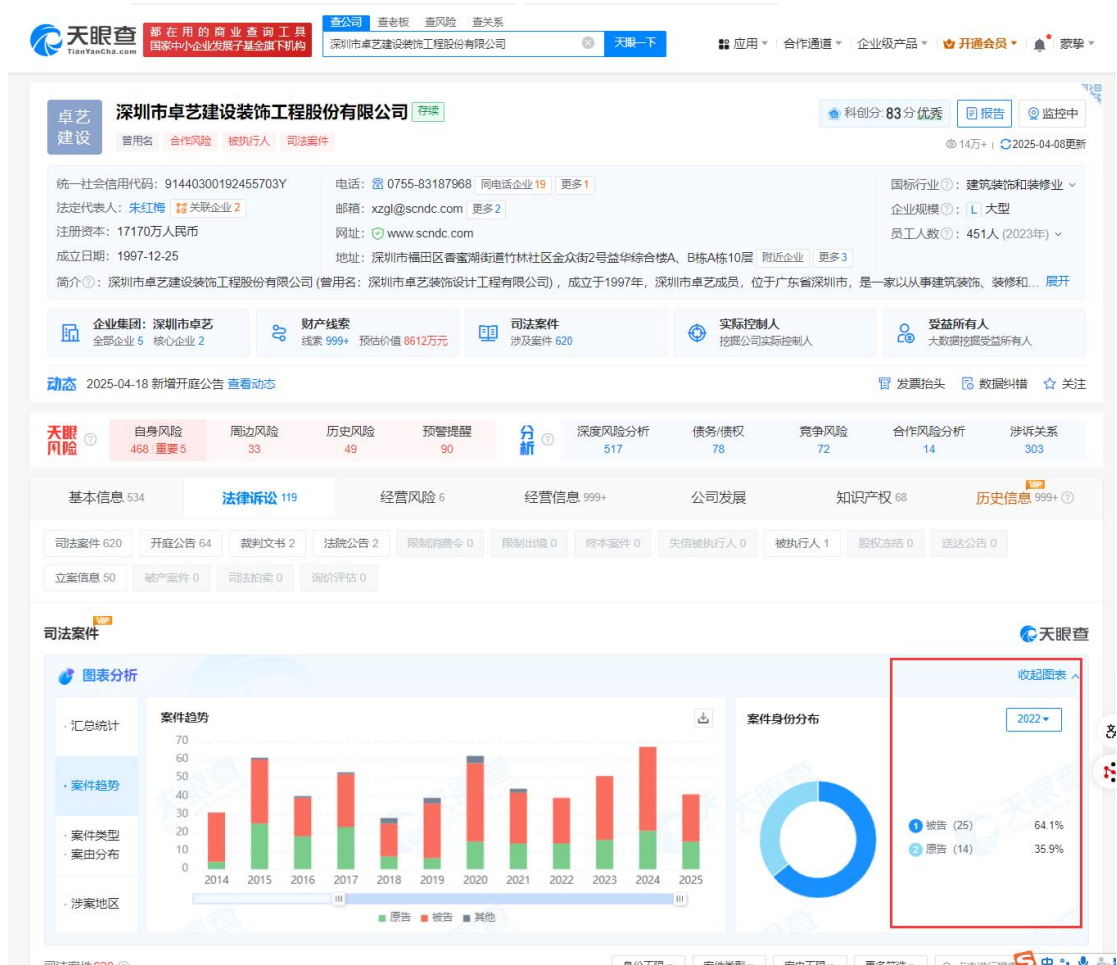 天眼查
TianYanCha.com
都在用的商业查询工具
国家中小企业发展子基金旗下机构
查公司 查老板 查风险 查关系
深圳市卓艺建设装饰工程股份有限公司
天眼一下
应用 合作通道 企业级产品 开通会员 蒙挚
卓艺
建设
深圳市卓艺建设装饰工程股份有限公司 存续
曾用名 合作风险 被执行人 司法案件
科创分: 83分 优秀 报告 监控中
14万+ 2025-04-08更新
统一社会信用代码: 91440300192455703Y 电话: 0755-83187968 同电话企业 19 更多1 国标行业: 建筑装饰和装修业
法定代表人: 朱红梅 关联企业 2 邮箱: xzgl@scndc.com 更多2 企业规模: L 大型
注册资本: 17170万人民币 网址: www.scndc.com 员工人数: 451人 (2023年)
成立日期: 1997-12-25 地址: 深圳市福田区香蜜湖街道竹林社区金众街2号益华综合楼A、B栋A栋10层 附近企业 更多3
简介: 深圳市卓艺建设装饰工程股份有限公司 (曾用名: 深圳市卓艺装饰设计工程有限公司) , 成立于1997年, 深圳市卓艺成员, 位于广东省深圳市, 是一家以从事建筑装饰、装修和... 展开
企业集团: 深圳市卓艺
全部企业 5 核心企业 2
财产线索
线索 999+ 预估价值 8612万元
司法案件
涉及案件 620
实际控制人
挖掘公司实际控制人
受益所有人
大数据挖掘受益所有人
动态 2025-04-18 新增开庭公告 查看动态 发票抬头 数据纠错 关注
天眼
风险
自身风险 周边风险 历史风险 预警提醒
468 重要5 33 49 90
分
析
深度风险分析 债务/债权 竞争风险 合作风险分析 涉诉关系
517 78 72 14 303
基本信息 534 法律诉讼 119 经营风险 6 经营信息 999+ 公司发展 知识产权 68 VIP 历史信息 999+
司法案件 620 开庭公告 64 裁判文书 2 法院公告 2 限制消费令 0 限制出境 0 终本案件 0 失信被执行人 0 被执行人 1 股权冻结 0 送达公告 0
立案信息 50 破产案件 0 司法拍卖 0 询价评估 0
VIP
司法案件
天眼查
图表分析 收起图表
· 汇总统计
· 案件趋势
· 案件类型
· 案由分布
· 涉案地区
案件趋势
70
60
50
40
30
20
10
0
2014 2015 2016 2017 2018 2019 2020 2021 2022 2023 2024 2025
原告 被告 其他
案件身份分布 2022
1 被告 (25) 64.1%
2 原告 (14) 35.9%